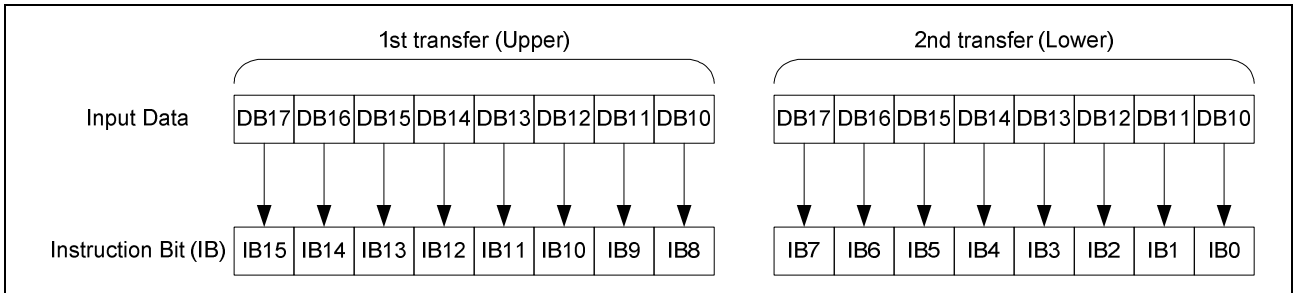 1st transfer (Upper) 2nd transfer (Lower)
Input Data DB17 DB16 DB15 DB14 DB13 DB12 DB11 DB10 DB17 DB16 DB15 DB14 DB13 DB12 DB11 DB10
Instruction Bit (IB) IB15 IB14 IB13 IB12 IB11 IB10 IB9 IB8 IB7 IB6 IB5 IB4 IB3 IB2 IB1 IB0